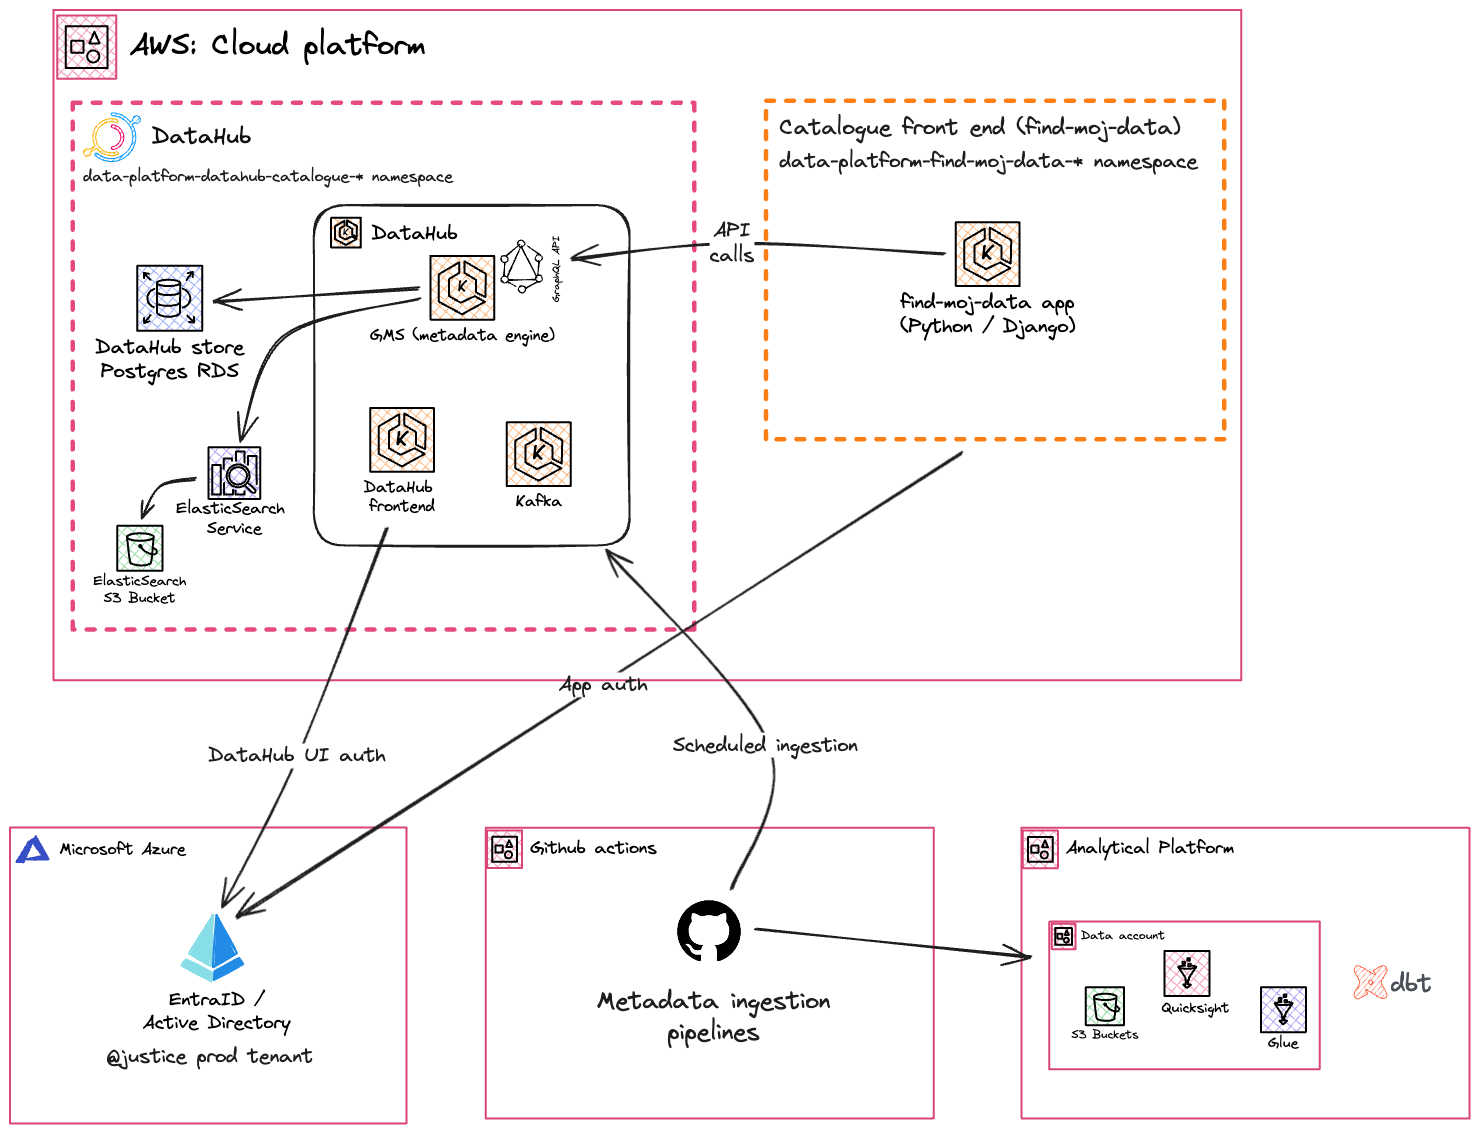 AWS: Cloud platform
DataHub
data-platform-datahub-catalogue-* namespace
Catalogue front end (find-moj-data)
data-platform-find-moj-data-* namespace
DataHub
GraphQL API
GMS (metadata engine)
API
calls
find-moj-data app
(Python / Django)
DataHub store
Postgres RDS
K
K
K
K
K
DataHub
frontend
Kafka
ElasticSearch
Service
ElasticSearch
S3 Bucket
App auth
DataHub UI auth
Scheduled ingestion
Microsoft Azure
EntraID /
Active Directory
@justice prod tenant
Github actions
Metadata ingestion
pipelines
Analytical Platform
Data account
S3 Buckets
Quicksight
Glue
dbt